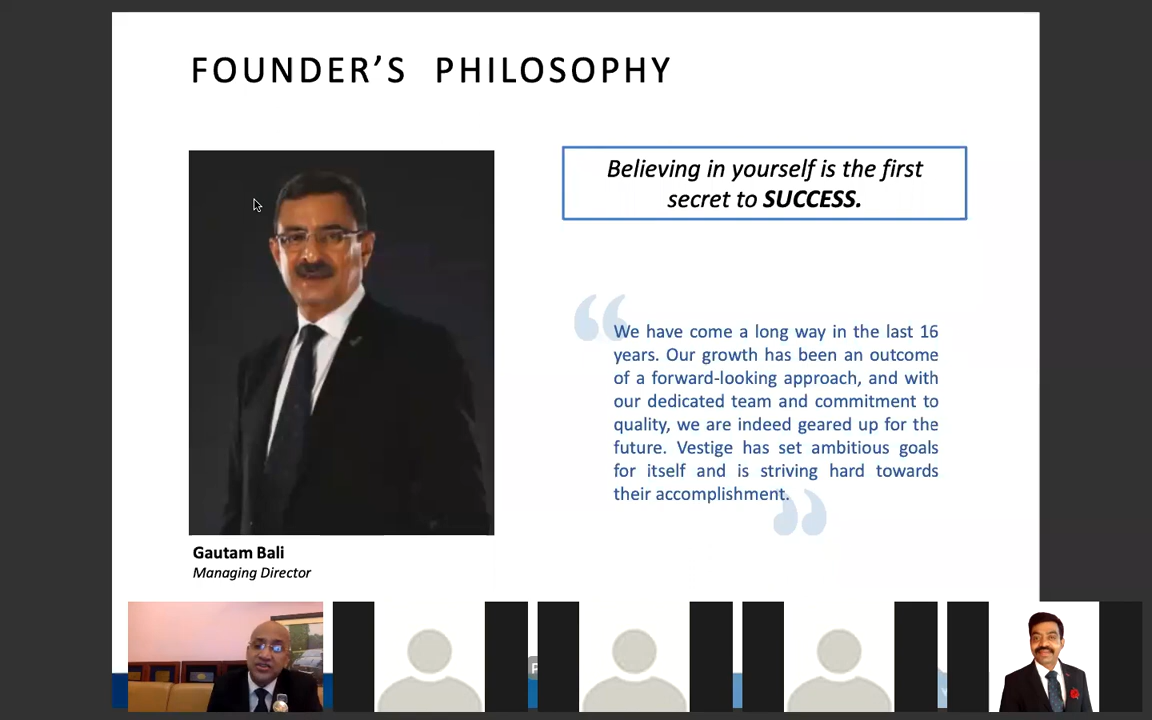 FOUNDER'S PHILOSOPHY
Believing in yourself is the first
secret to SUCCESS.
“
We have come a long way in the last 16
years. Our growth has been an outcome
of a forward-looking approach, and with
our dedicated team and commitment to
quality, we are indeed geared up for the
future. Vestige has set ambitious goals
for itself and is striving hard towards
their accomplishment.
”
Gautam Bali
Managing Director